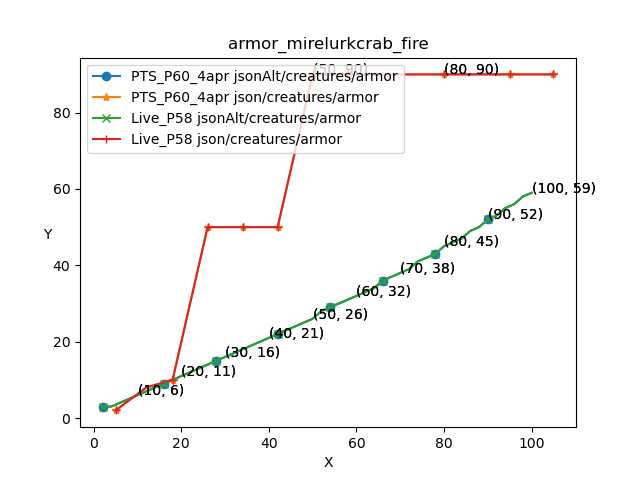 armor_mirelurkcrab_fire
(50, 90)
(80, 90)
PTS_P60_4apr jsonAlt/creatures/armor
PTS_P60_4apr json/creatures/armor
Live_P58 jsonAlt/creatures/armor
Live_P58 json/creatures/armor
80
60
40
20
0
Y
(100, 59)
(90, 52)
(80, 45)
(70, 38)
(60, 32)
(50, 26)
(40, 21)
(30, 16)
(20, 11)
(10, 6)
0 20 40 60 80 100
X